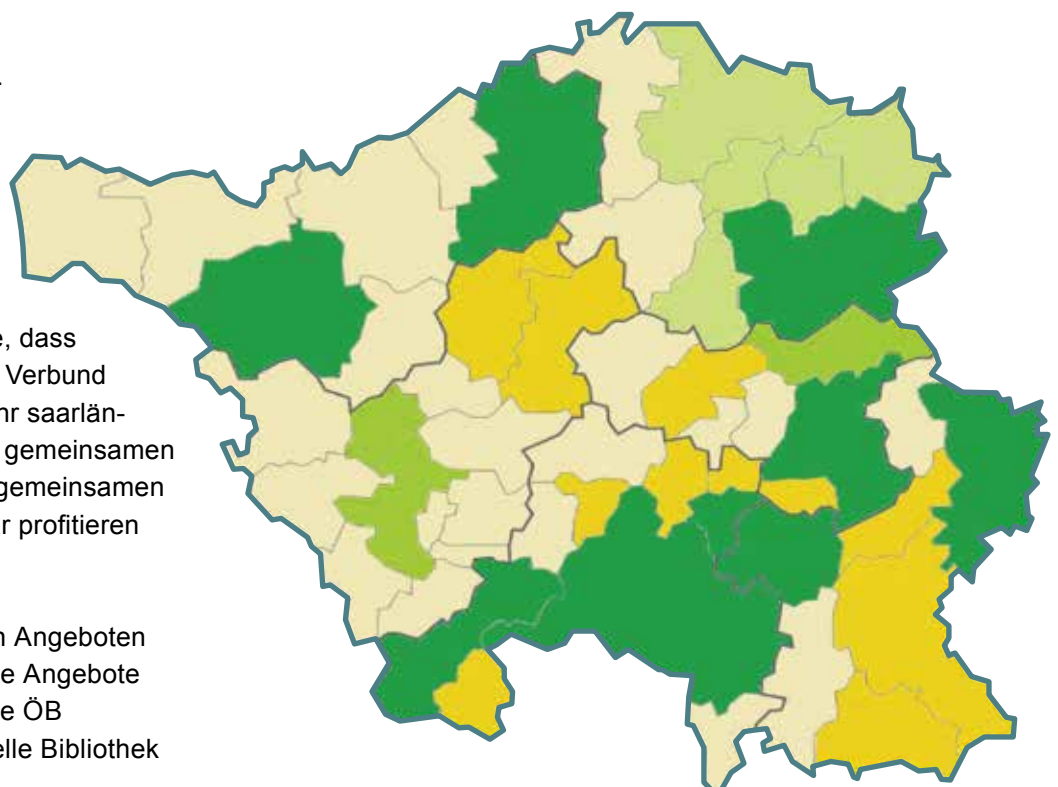 , dass
Verbund
hr saarlän-
gemeinsamen
gemeinsamen
r profitieren
n Angeboten
e Angebote
e ÖB
elle Bibliothek